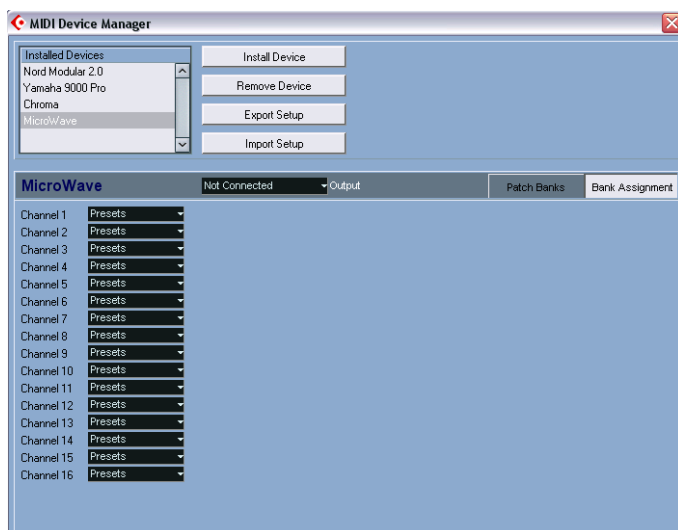 MIDI Device Manager
Installed Devices
Nord Modular 2.0
Yamaha 9000 Pro
Chroma
MicroWave
Install Device
Remove Device
Export Setup
Import Setup
MicroWave Not Connected Output Patch Banks Bank Assignment
Channel 1 Presets
Channel 2 Presets
Channel 3 Presets
Channel 4 Presets
Channel 5 Presets
Channel 6 Presets
Channel 7 Presets
Channel 8 Presets
Channel 9 Presets
Channel 10 Presets
Channel 11 Presets
Channel 12 Presets
Channel 13 Presets
Channel 14 Presets
Channel 15 Presets
Channel 16 Presets